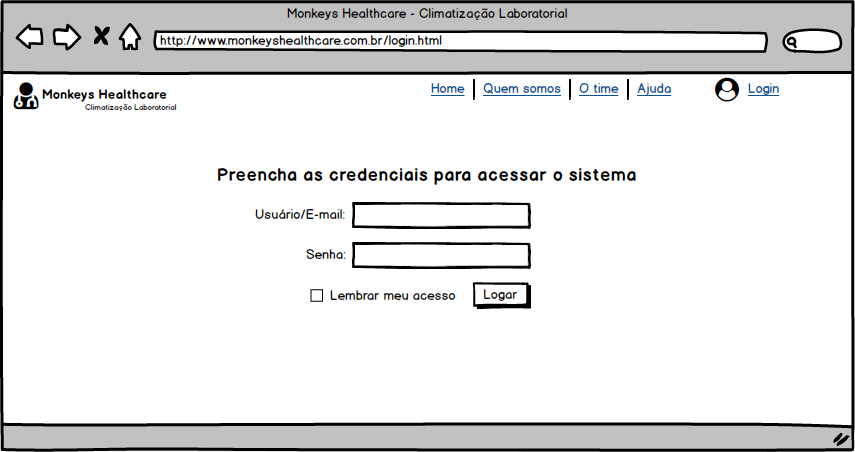 Monkeys Healthcare - Climatização Laboratorial
http://www.monkeyshealthcare.com.br/login.html
Monkeys Healthcare
Climatização Laboratorial
Home Quem somos O time Ajuda Login
Preencha as credenciais para acessar o sistema
Usuário/E-mail:
Senha:
Lembrar meu acesso Logar